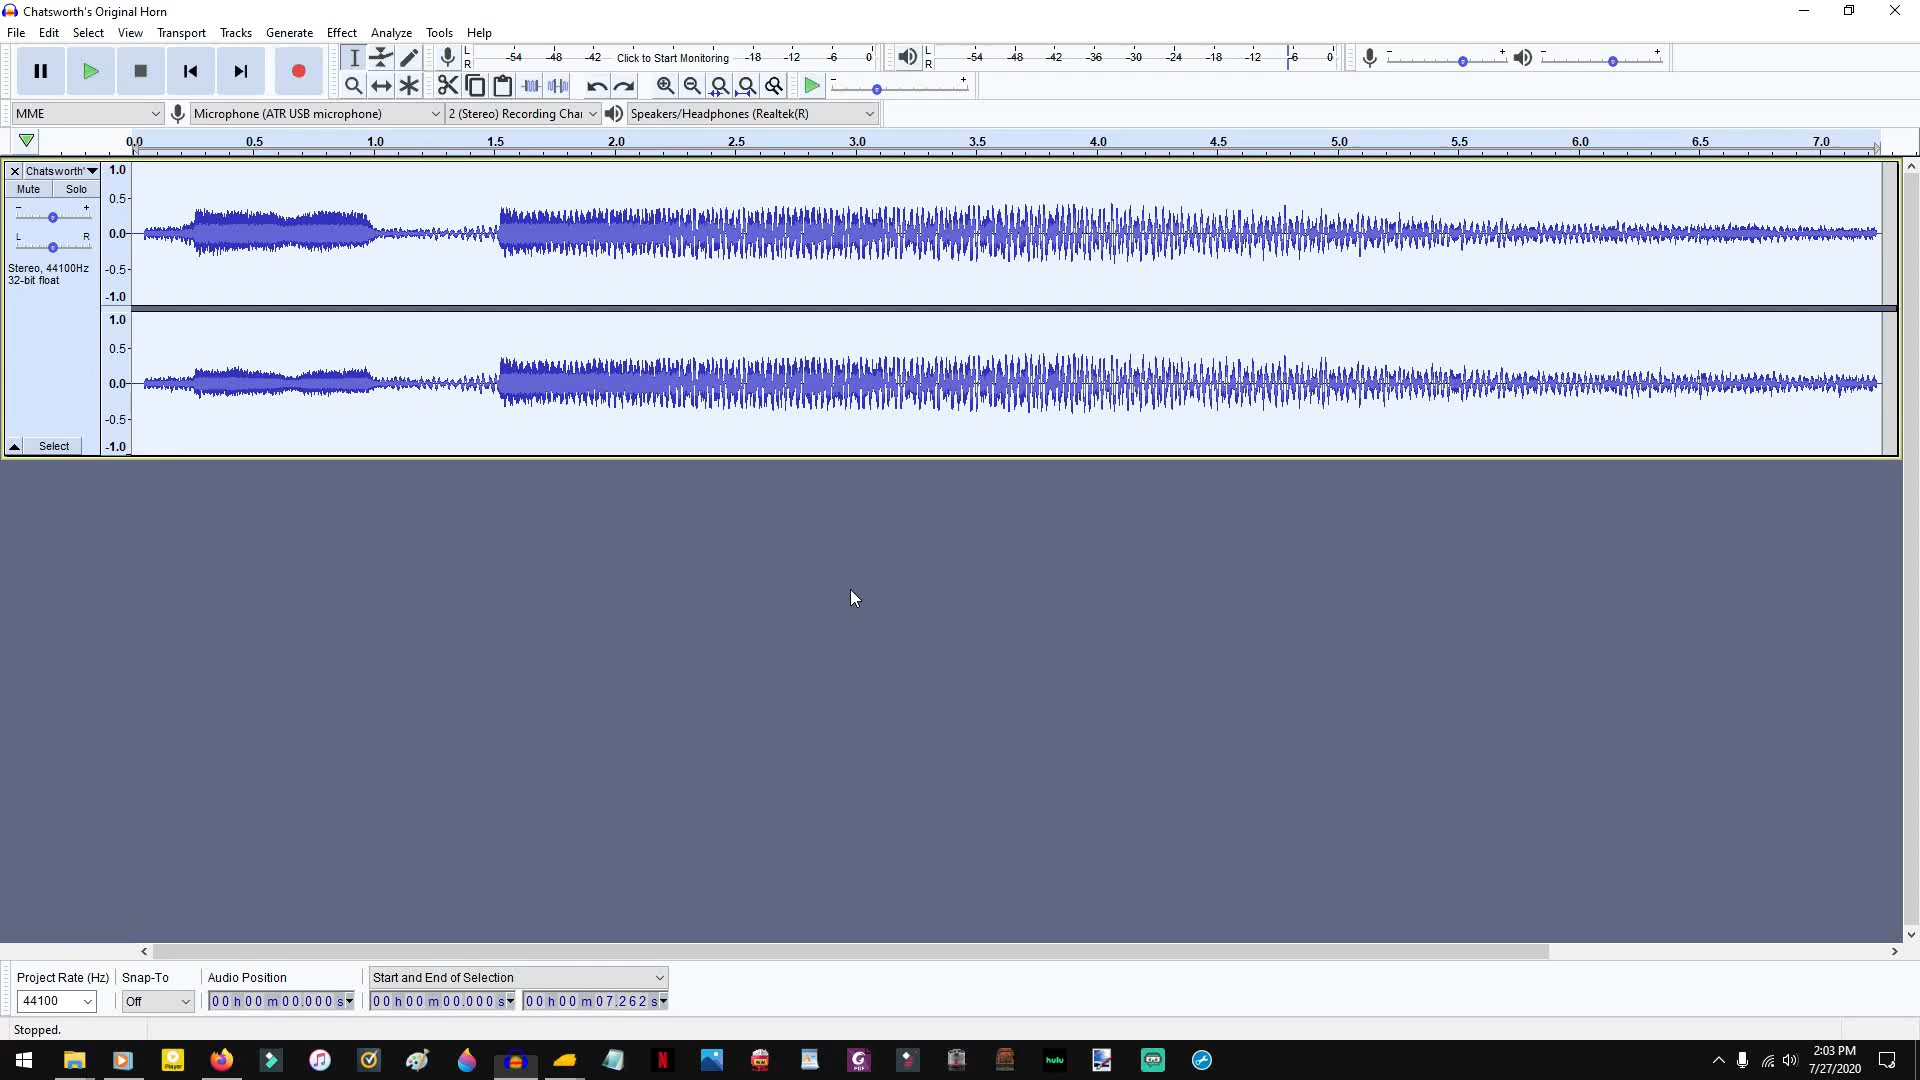 Chatsworth's Original Horn
File Edit Select View Transport Tracks Generate Effect Analyze Tools Help
L R -54 -48 -42 Click to Start Monitoring -18 -12 -6 0
L R -54 -48 -42 -36 -30 -24 -18 -12 -6 0
MME Microphone (ATR USB microphone) 2 (Stereo) Recording Char Speakers/Headphones (Realtek(R)
0.0 0.5 1.0 1.5 2.0 2.5 3.0 3.5 4.0 4.5 5.0 5.5 6.0 6.5 7.0
Chatsworth'
Mute Solo
- +
L R
Stereo, 44100Hz
32-bit float
Select
1.0
0.5
0.0
-0.5
-1.0
1.0
0.5
0.0
-0.5
-1.0
Project Rate (Hz) Snap-To Audio Position Start and End of Selection
44100 Off 00 h 00 m 00.000 s 00 h 00 m 00.000 s 00 h 00 m 07.262 s
Stopped.
Player
N
PDF
hulu
2:03 PM
7/27/2020